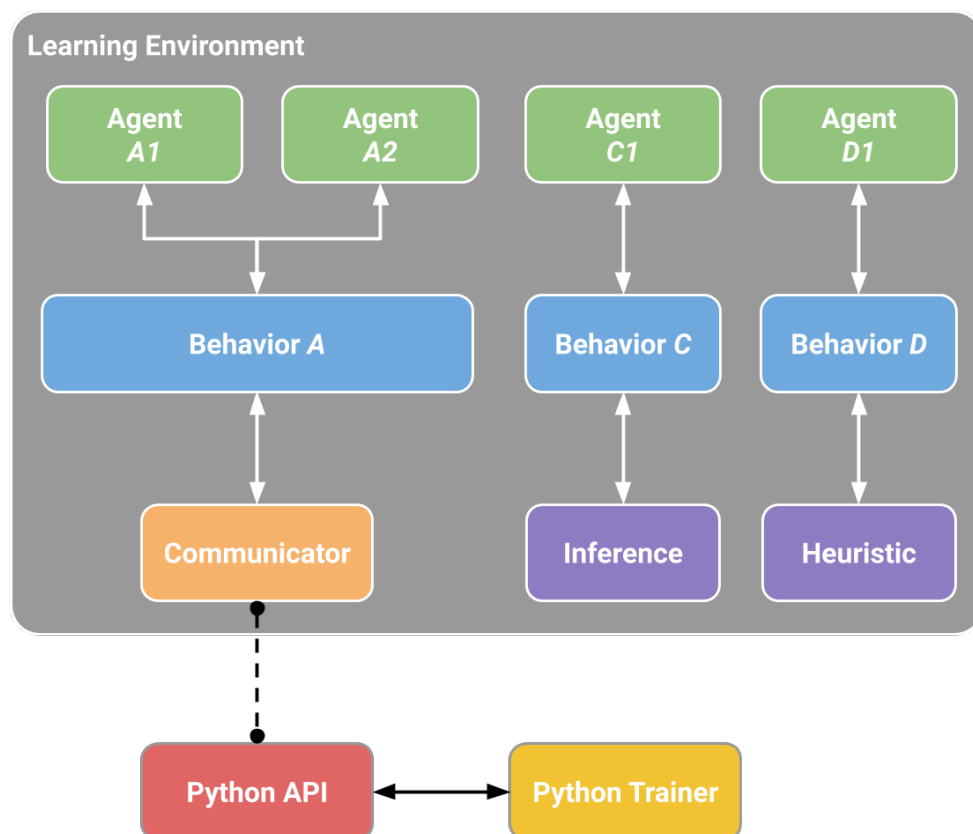 Learning Environment
Agent
A1
Agent
A2
Agent
C1
Agent
D1
Behavior A
Behavior C
Behavior D
Communicator
Inference
Heuristic
Python API
Python Trainer